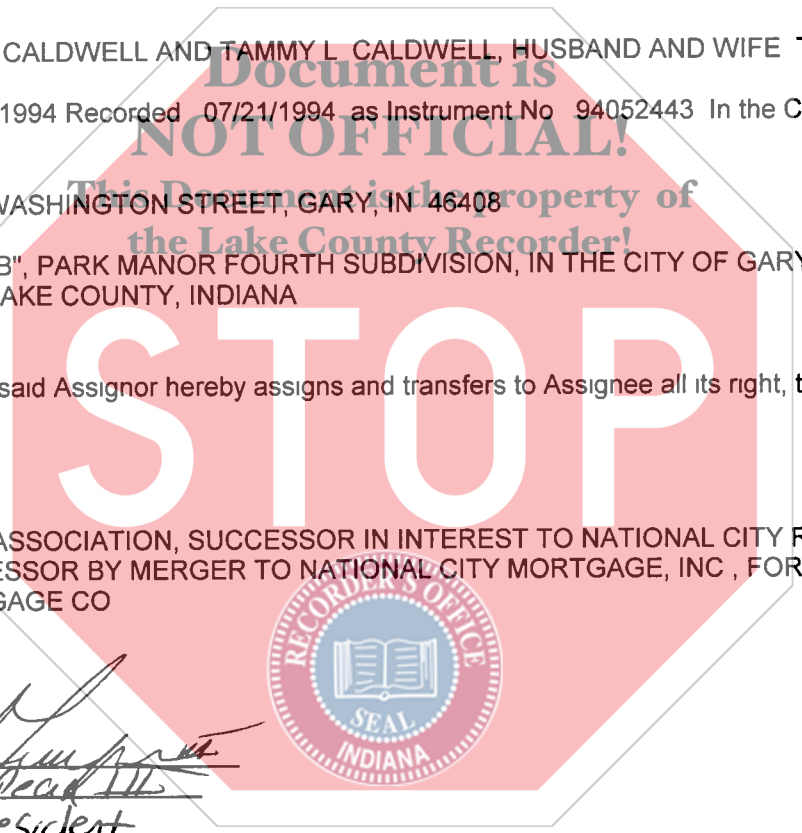 CALDWELL AND TAMMY L CALDWELL, HUSBAND AND WIFE
Document is
1994 Recorded 07/21/1994 as Instrument No 94052443 In the C
NOT OFFICIAL!
This Document is the property of
WASHINGTON STREET, GARY, IN 46408
the Lake County Recorder!
B", PARK MANOR FOURTH SUBDIVISION, IN THE CITY OF GARY
AKE COUNTY, INDIANA
STOP
said Assignor hereby assigns and transfers to Assignee all its right, t
ASSOCIATION, SUCCESSOR IN INTEREST TO NATIONAL CITY R
ESSOR BY MERGER TO NATIONAL CITY MORTGAGE, INC , FOR
GAGE CO
RECORDER'S OFFICE
SEAL
INDIANA
III
esident